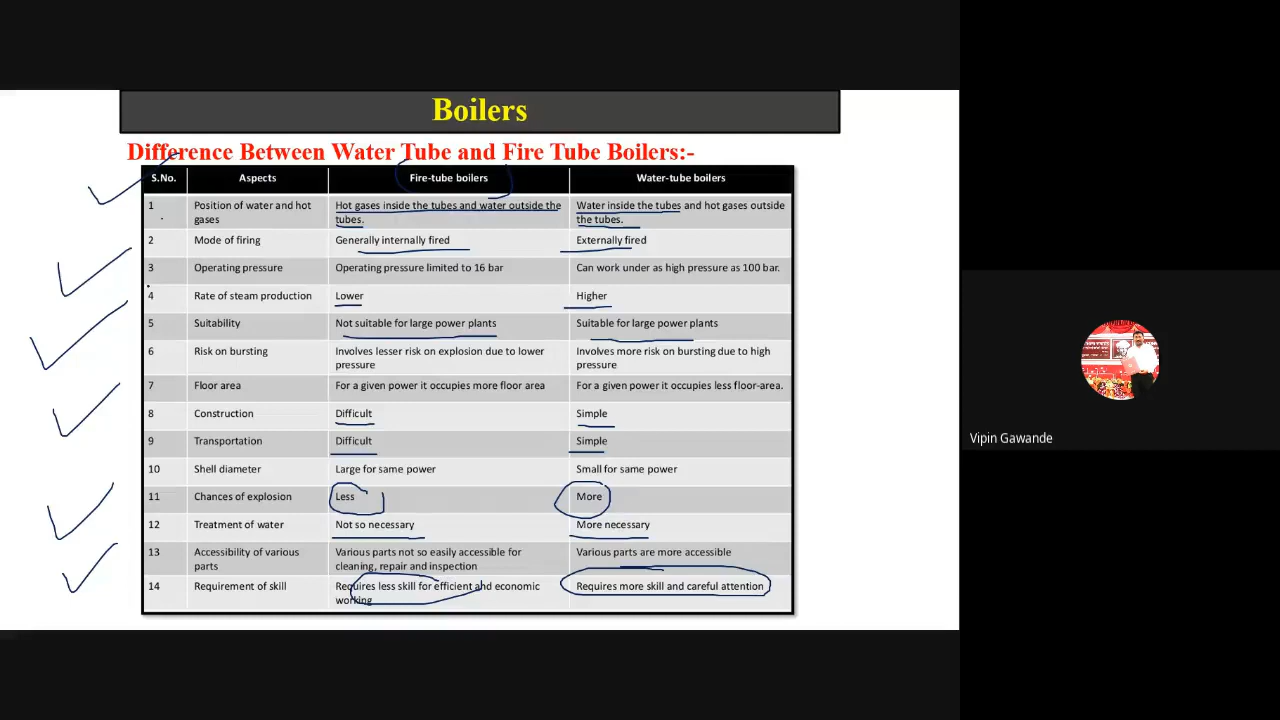 Boilers
Difference Between Water Tube and Fire Tube Boilers:-
S.No. Aspects Fire-tube boilers Water-tube boilers
1 Position of water and hot gases Hot gases inside the tubes and water outside the tubes. Water inside the tubes and hot gases outside the tubes.
2 Mode of firing Generally internally fired Externally fired
3 Operating pressure Operating pressure limited to 16 bar Can work under as high pressure as 100 bar.
4 Rate of steam production Lower Higher
5 Suitability Not suitable for large power plants Suitable for large power plants
6 Risk on bursting Involves lesser risk on explosion due to lower pressure Involves more risk on bursting due to high pressure
7 Floor area For a given power it occupies more floor area For a given power it occupies less floor-area.
8 Construction Difficult Simple
9 Transportation Difficult Simple
10 Shell diameter Large for same power Small for same power
11 Chances of explosion Less More
12 Treatment of water Not so necessary More necessary
13 Accessibility of various parts Various parts not so easily accessible for cleaning, repair and inspection Various parts are more accessible
14 Requirement of skill Requires less skill for efficient and economic working Requires more skill and careful attention
Vipin Gawande